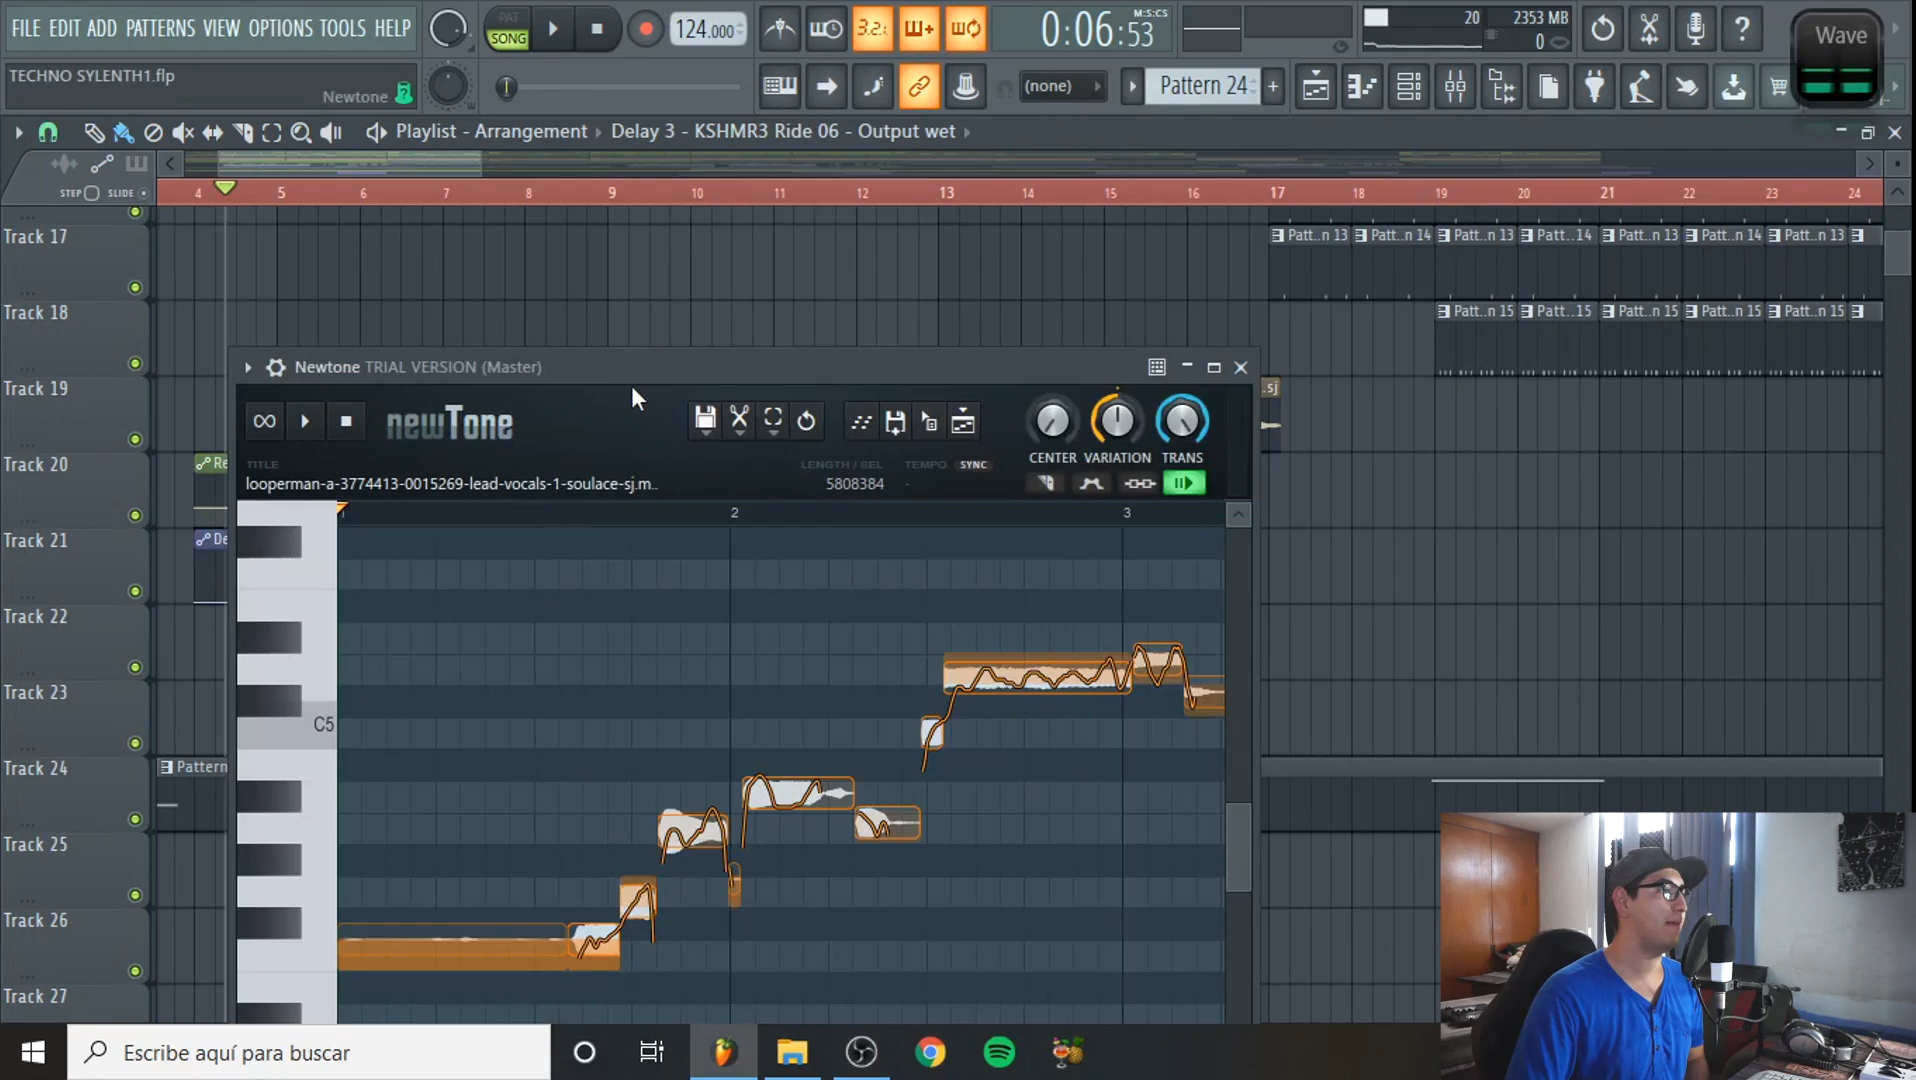 FILE EDIT ADD PATTERNS VIEW OPTIONS TOOLS HELP
PAT
SONG
124.000
3.2.
0:06:53
M:S:CS
20
2353 MB
0
Wave
TECHNO SYLENTH1.flp
Newtone
(none)
Pattern 24
Playlist - Arrangement Delay 3 - KSHMR3 Ride 06 - Output wet
STEP SLIDE
4 5 6 7 8 9 10 11 12 13 14 15 16 17 18 19 20 21 22 23 24
Track 17
Patt..n 13 Patt..n 14 Patt..n 13 Patt..14 Patt..n 13 Patt..n 14 Patt..n 13
Track 18
Patt..n 15 Patt..15 Patt..n 15 Patt..n 15 Patt..n 15
Newtone TRIAL VERSION (Master)
Track 19
.sj
newTone
CENTER VARIATION TRANS
Track 20
Re
TITLE
LENGTH / SEL TEMPO SYNC
looperman-a-3774413-0015269-lead-vocals-1-soulace-sj.m..
5808384 -
2 3
Track 21
De
Track 22
Track 23
C5
Track 24
Pattern
Track 25
Track 26
Track 27
Escribe aquí para buscar